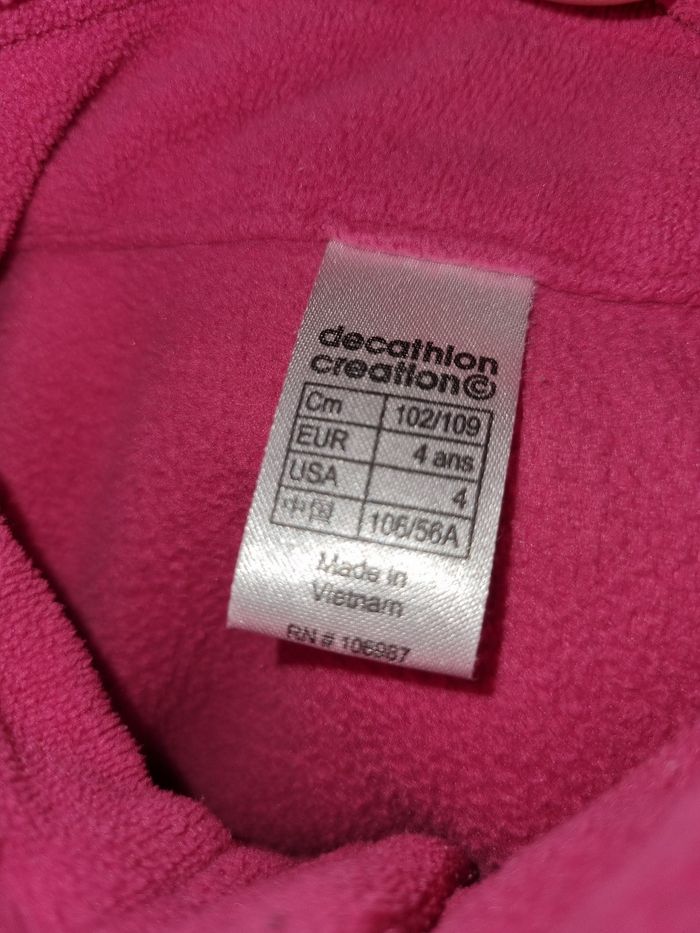 decathlon
creation©
Cm 102/109
EUR 4 ans
USA 4
中国 106/56A
Made in
Vietnam
RN # 106987